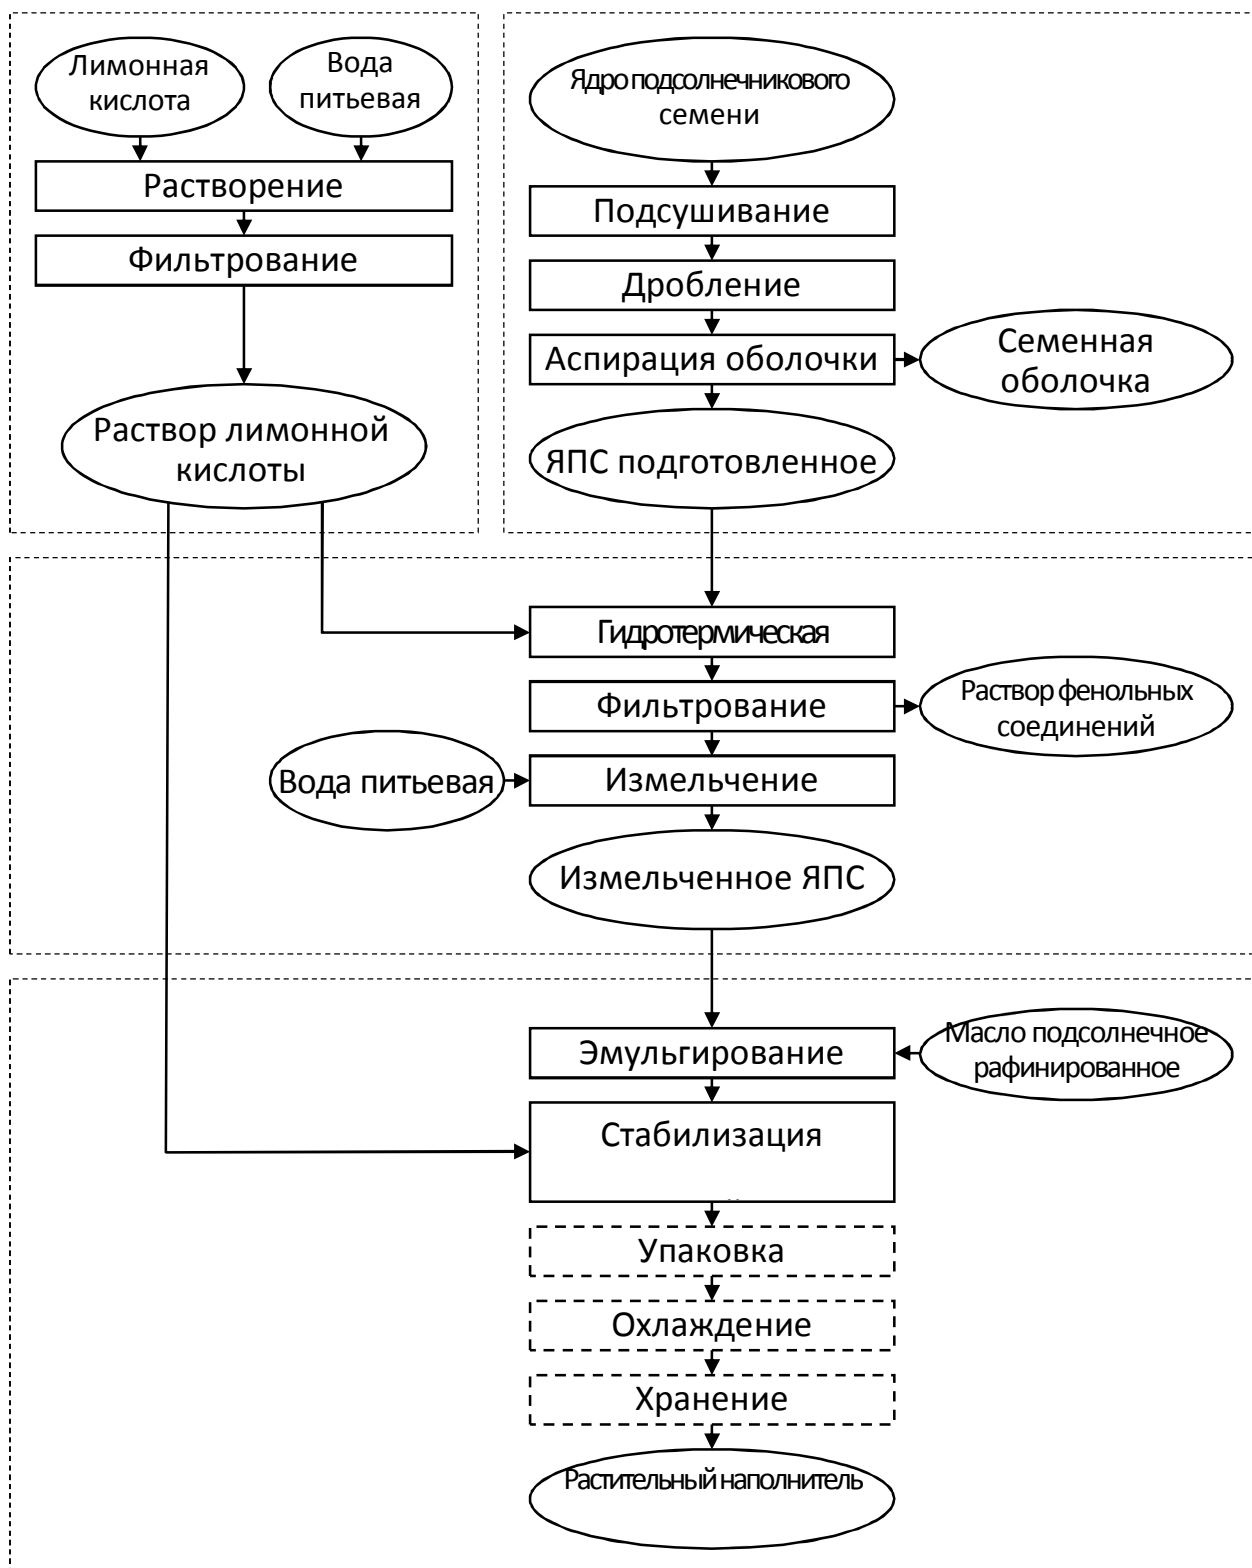 Лимонная
кислота
Вода
питьевая
Растворение
Фильтрование
Раствор лимонной
кислоты
Ядро подсолнечникового
семени
Подсушивание
Дробление
Аспирация оболочки
Семенная
оболочка
ЯПС подготовленное
Гидротермическая
Фильтрование
Раствор фенольных
соединений
Вода питьевая
Измельчение
Измельченное ЯПС
Эмульгирование
Масло подсолнечное
рафинированное
Стабилизация
Упаковка
Охлаждение
Хранение
Растительный наполнитель